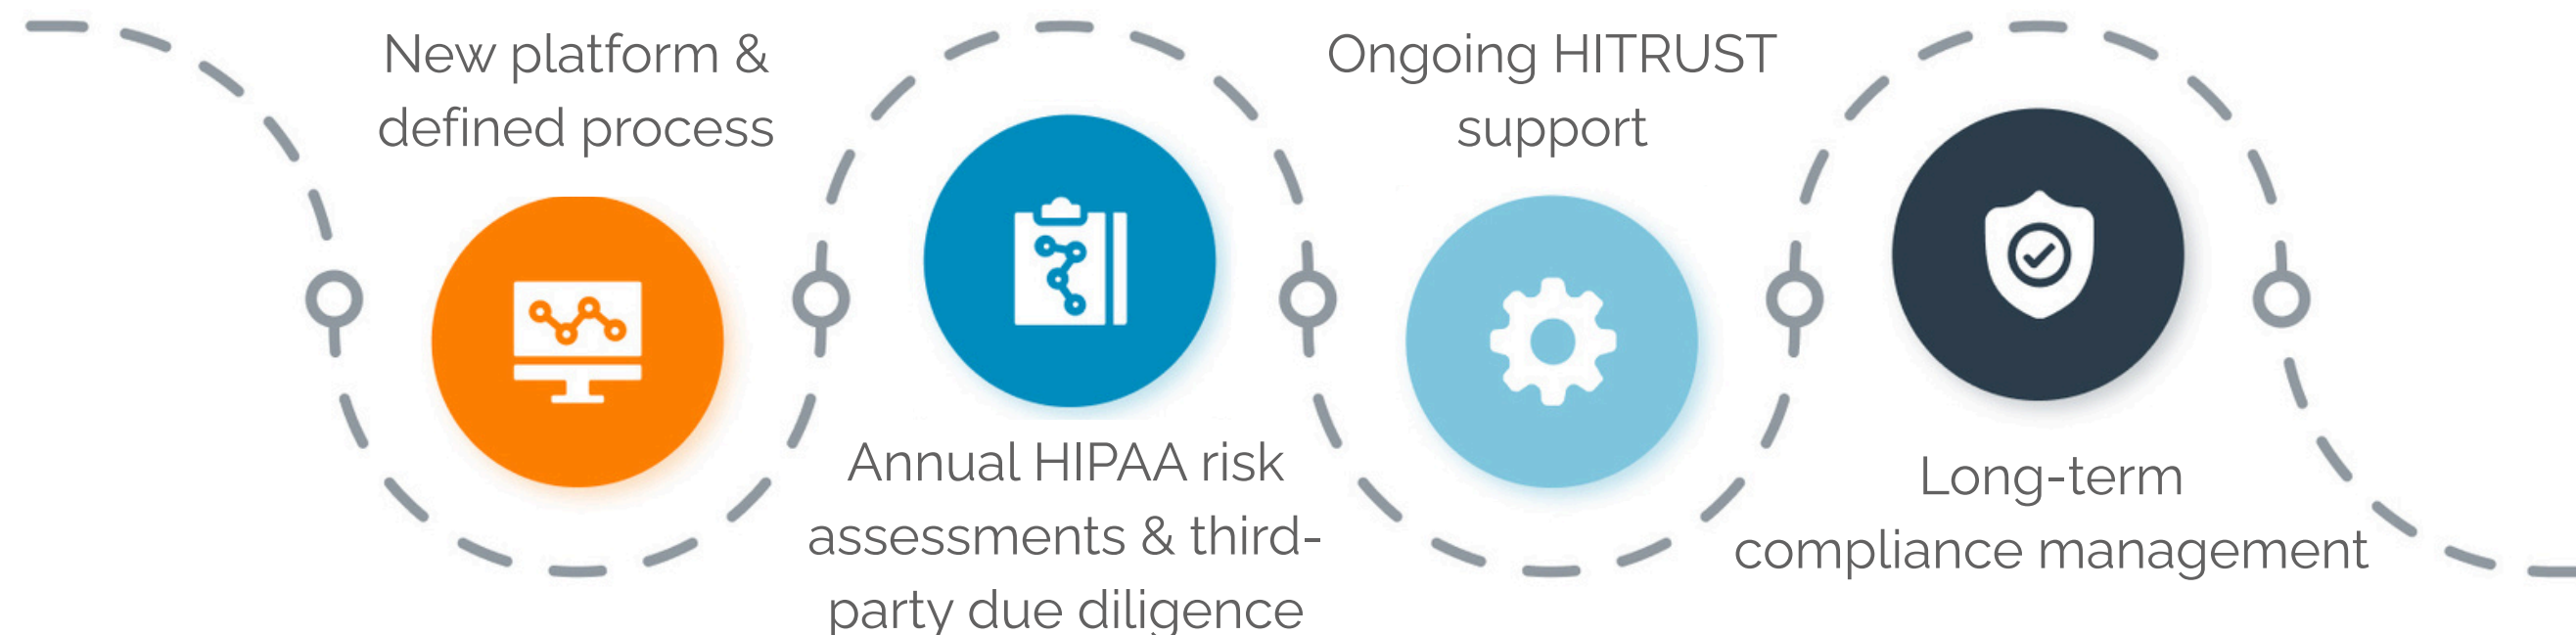 New platform &
defined process
Annual HIPAA risk
assessments & third-
party due diligence
Ongoing HITRUST
support
Long-term
compliance management